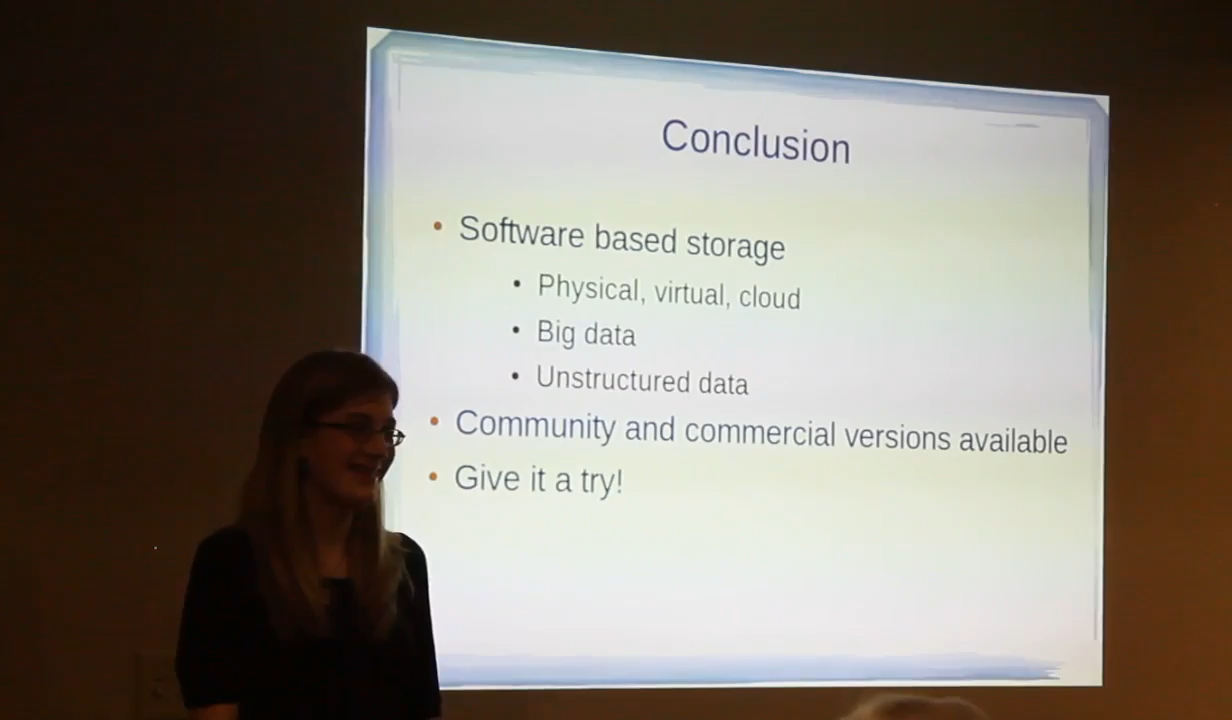 Conclusion
Software based storage
Physical, virtual, cloud
Big data
Unstructured data
Community and commercial versions available
Give it a try!